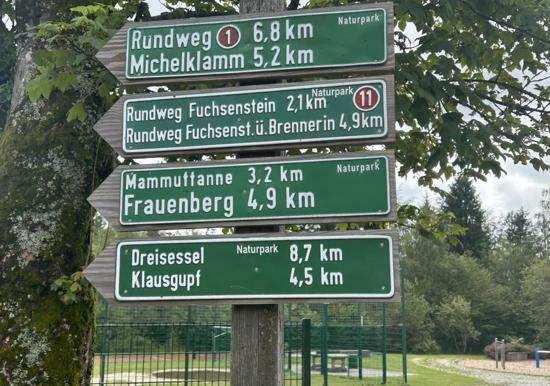 Naturpark
Rundweg 1 6,8 km
Michelklamm 5,2 km
Naturpark
Rundweg Fuchsenstein 2,1 km 11
Rundweg Fuchsenst.ü.Brennerin 4,9 km
Mammuttanne 3,2 km Naturpark
Frauenberg 4,9 km
Dreisessel Naturpark 8,7 km
Klausgupf 4,5 km